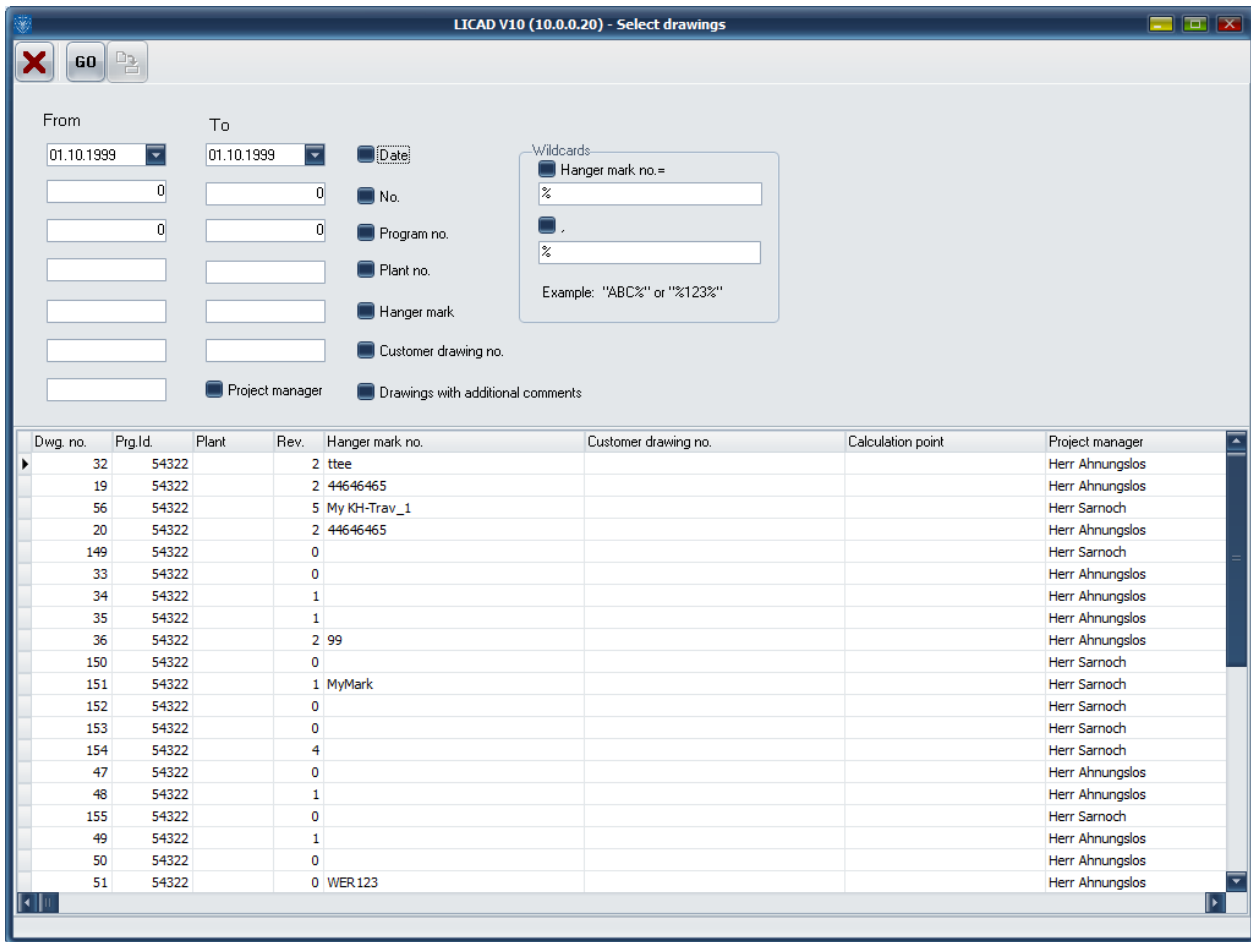 LICAD V10 (10.0.0.20) - Select drawings
GO
From To
01.10.1999 01.10.1999 Date
0 0 No.
0 0 Program no.
Plant no.
Hanger mark
Customer drawing no.
Project manager Drawings with additional comments
Wildcards
Hanger mark no.=
%
,
%
Example: "ABC%" or "%123%"
Dwg. no. Prg.Id. Plant Rev. Hanger mark no. Customer drawing no. Calculation point Project manager
32 54322 2 ttee Herr Ahnungslos
19 54322 2 44646465 Herr Ahnungslos
56 54322 5 My KH-Trav_1 Herr Sarnoch
20 54322 2 44646465 Herr Ahnungslos
149 54322 0 Herr Sarnoch
33 54322 0 Herr Ahnungslos
34 54322 1 Herr Ahnungslos
35 54322 1 Herr Ahnungslos
36 54322 2 99 Herr Ahnungslos
150 54322 0 Herr Sarnoch
151 54322 1 MyMark Herr Sarnoch
152 54322 0 Herr Sarnoch
153 54322 0 Herr Sarnoch
154 54322 4 Herr Sarnoch
47 54322 0 Herr Ahnungslos
48 54322 1 Herr Ahnungslos
155 54322 0 Herr Sarnoch
49 54322 1 Herr Ahnungslos
50 54322 0 Herr Ahnungslos
51 54322 0 WER123 Herr Ahnungslos